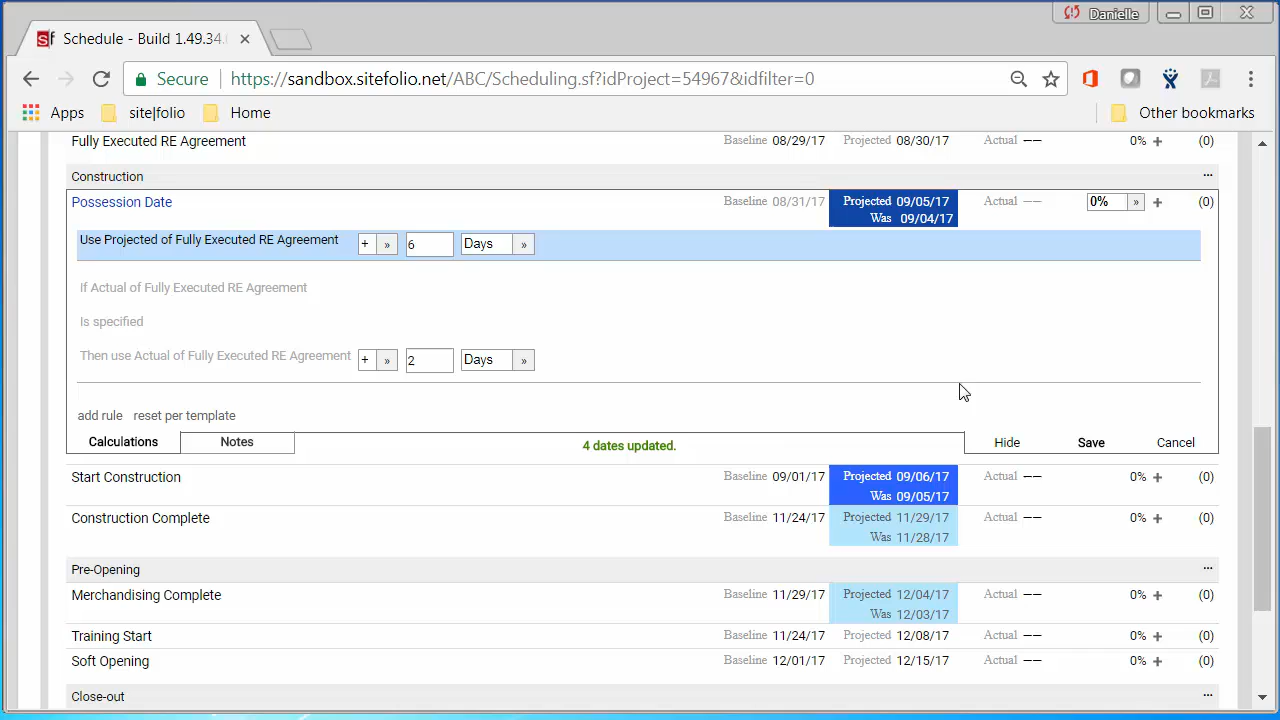 Danielle
sf Schedule - Build 1.49.34.
Secure https://sandbox.sitefolio.net/ABC/Scheduling.sf?idProject=54967&idfilter=0
Apps site|folio Home Other bookmarks
Fully Executed RE Agreement Baseline 08/29/17 Projected 08/30/17 Actual —— 0% + (0)
Construction ...
Possession Date Baseline 08/31/17 Projected 09/05/17 Actual —— 0% » + (0)
Was 09/04/17
Use Projected of Fully Executed RE Agreement + » 6 Days »
If Actual of Fully Executed RE Agreement
Is specified
Then use Actual of Fully Executed RE Agreement + » 2 Days »
add rule reset per template
Calculations Notes 4 dates updated. Hide Save Cancel
Start Construction Baseline 09/01/17 Projected 09/06/17 Actual —— 0% + (0)
Was 09/05/17
Construction Complete Baseline 11/24/17 Projected 11/29/17 Actual —— 0% + (0)
Was 11/28/17
Pre-Opening ...
Merchandising Complete Baseline 11/29/17 Projected 12/04/17 Actual —— 0% + (0)
Was 12/03/17
Training Start Baseline 11/24/17 Projected 12/08/17 Actual —— 0% + (0)
Soft Opening Baseline 12/01/17 Projected 12/15/17 Actual —— 0% + (0)
Close-out ...